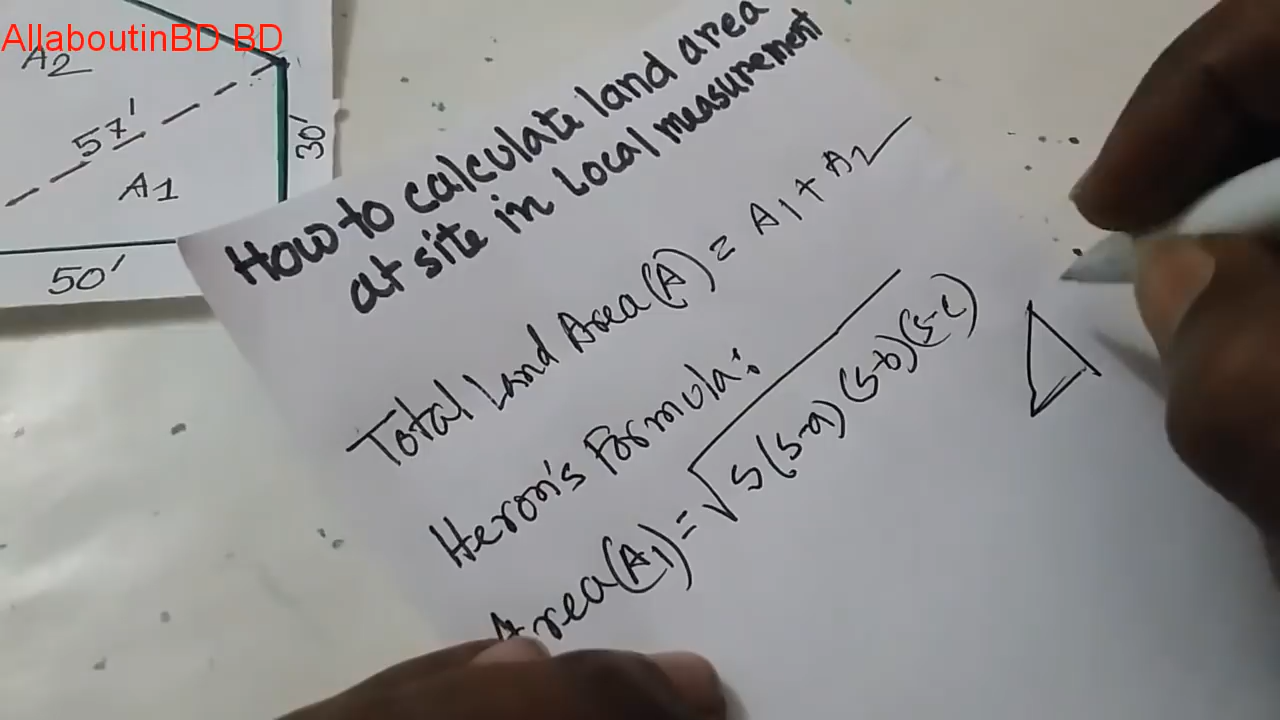 AllaboutinBD BD
A2
57'
30'
A1
50'
How to calculate land area
at site in Local measurement
Total Land Area (A) = A1 + A2
Heron's Formula:
Area (A1) = √S(S-a) (S-b) (S-c)